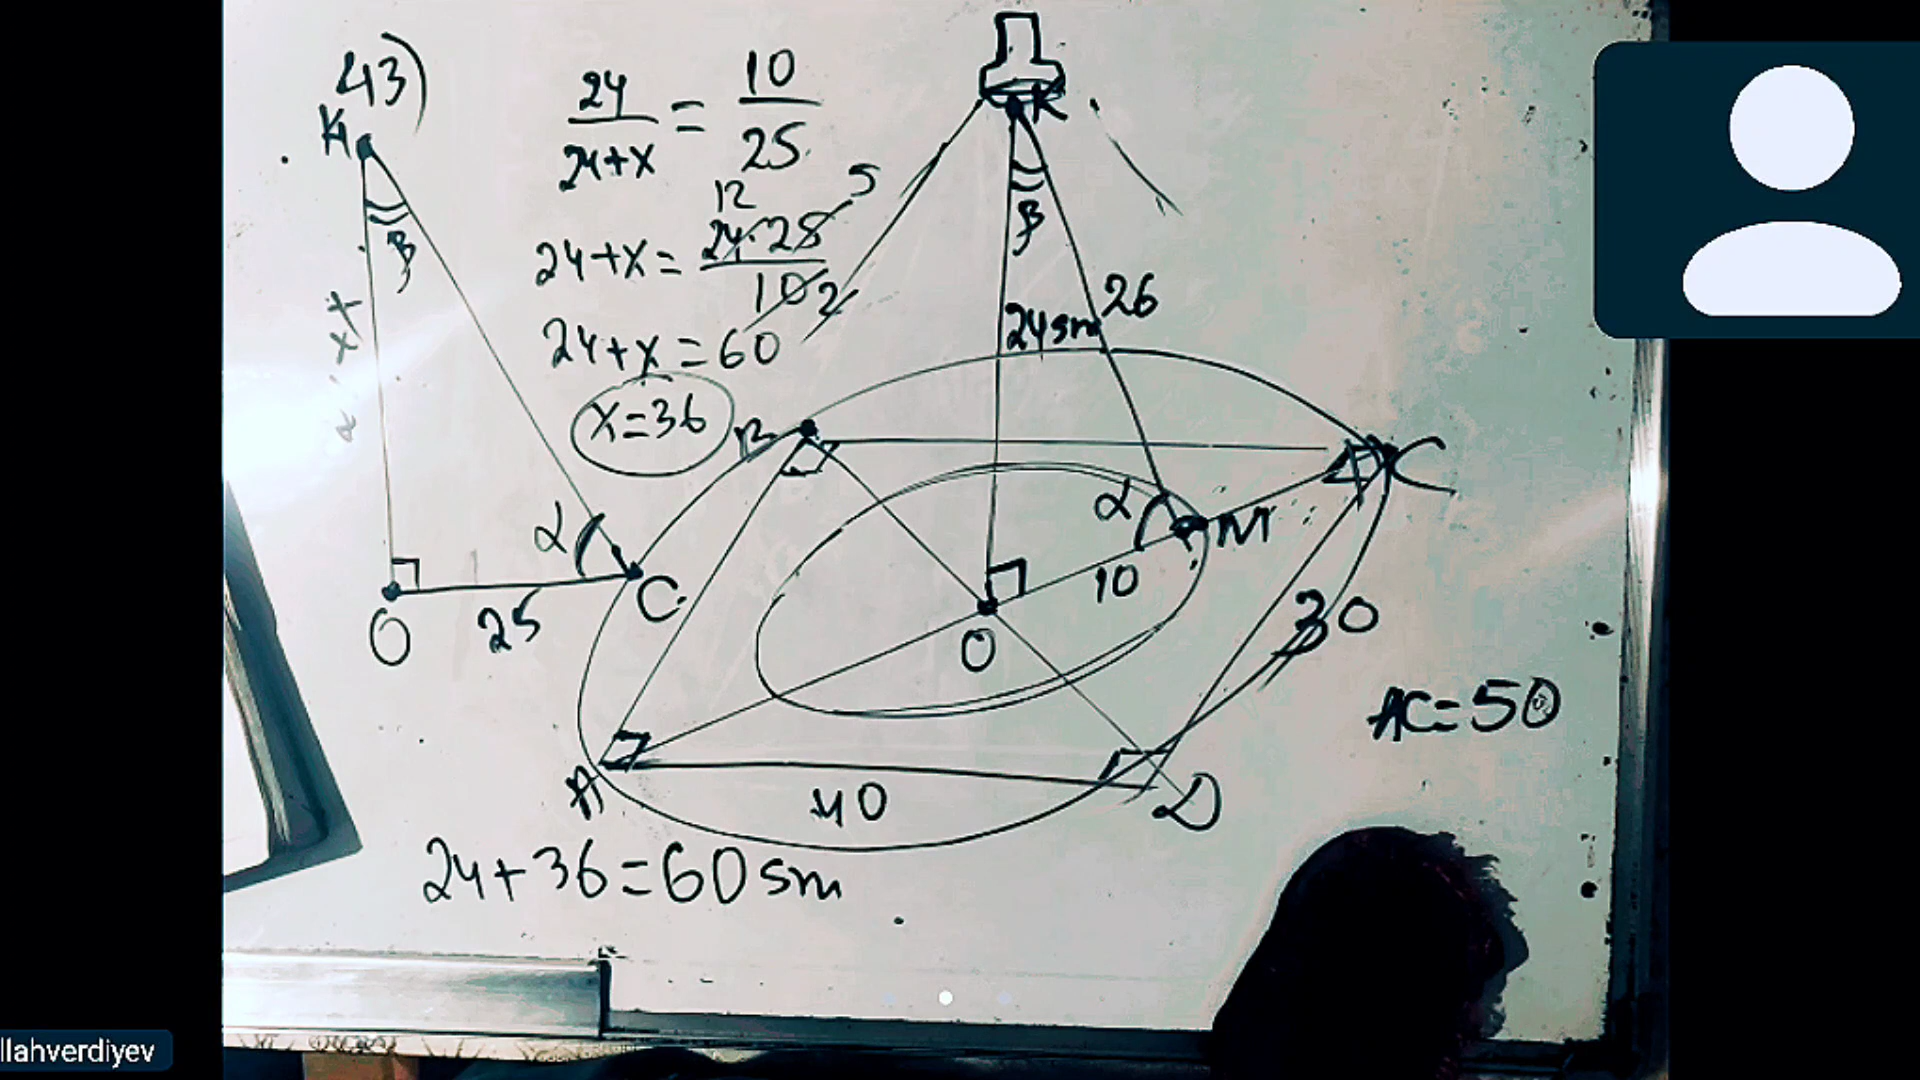 43)
24/24+x = 10/25
24+x = 24·25/10
12 5
2
24+x = 60
x=36
K1
β
x
α
O
25
C
K
β
26
24sm
B
C
α
M
10
O
30
A
40
D
AC=50
24+36=60sm
llahverdiyev